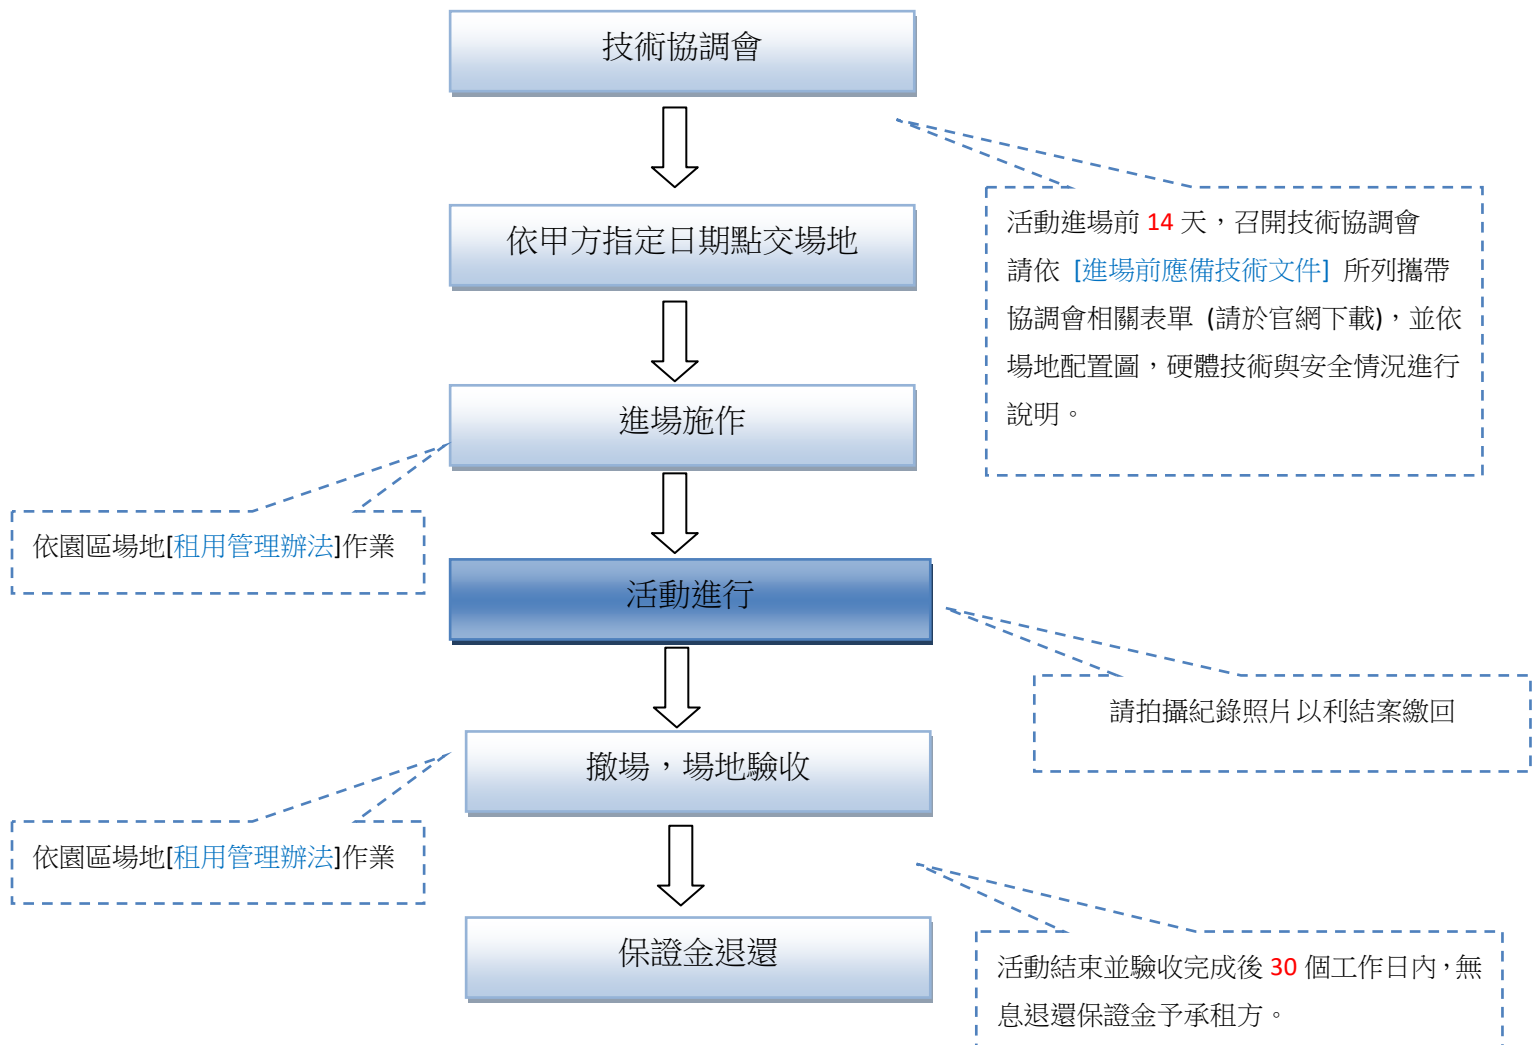 技術協調會
活動進場前 14 天，召開技術協調會
請依 [進場前應備技術文件] 所列攜帶
協調會相關表單 (請於官網下載)，並依
場地配置圖，硬體技術與安全情況進行
說明。
依甲方指定日期點交場地
進場施作
依園區場地[租用管理辦法]作業
活動進行
請拍攝紀錄照片以利結案繳回
撤場，場地驗收
依園區場地[租用管理辦法]作業
保證金退還
活動結束並驗收完成後 30 個工作日內，無
息退還保證金予承租方。